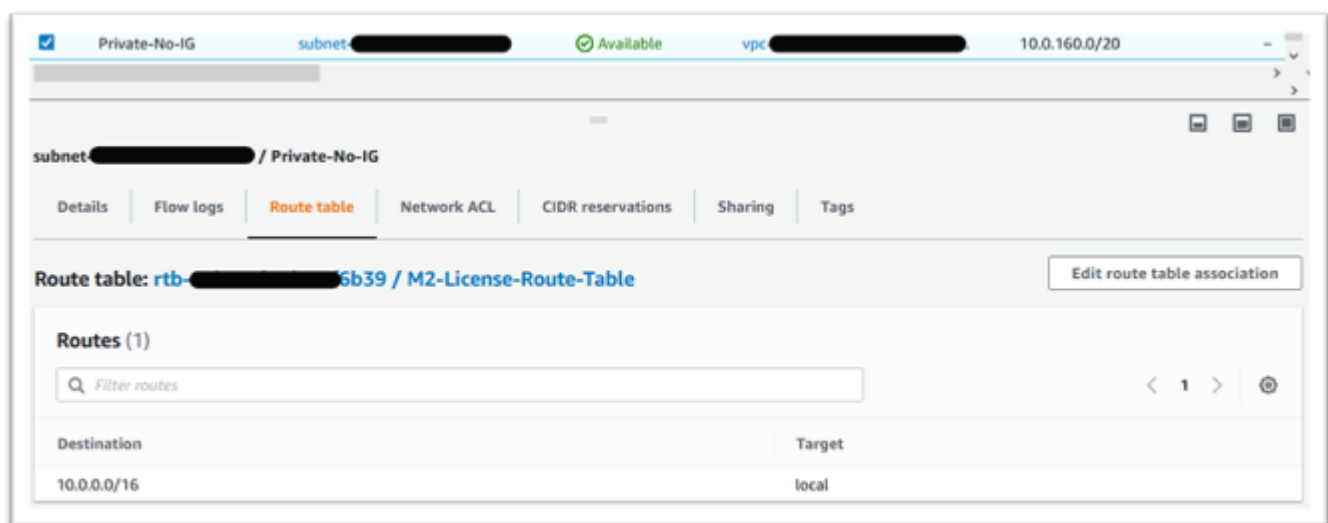 Private-No-IG subnet- Available vpc- 10.0.160.0/20 –
subnet- / Private-No-IG
Details Flow logs Route table Network ACL CIDR reservations Sharing Tags
Route table: rtb- 6b39 / M2-License-Route-Table Edit route table association
Routes (1)
Filter routes 1
Destination Target
10.0.0.0/16 local